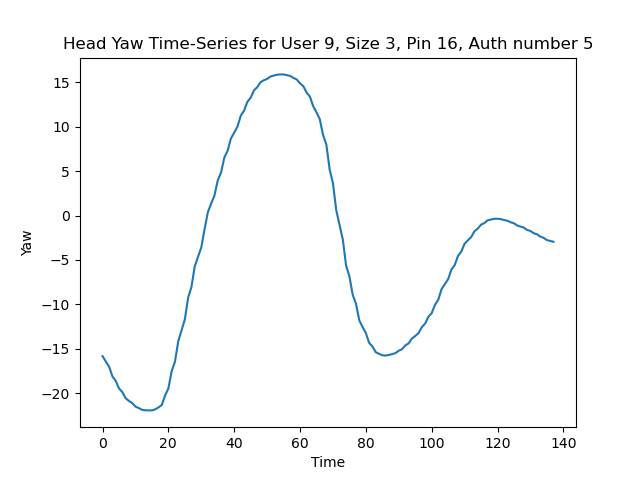 Head Yaw Time-Series for User 9, Size 3, Pin 16, Auth number 5
15
10
5
0
−5
−10
−15
−20
Yaw
0 20 40 60 80 100 120 140
Time